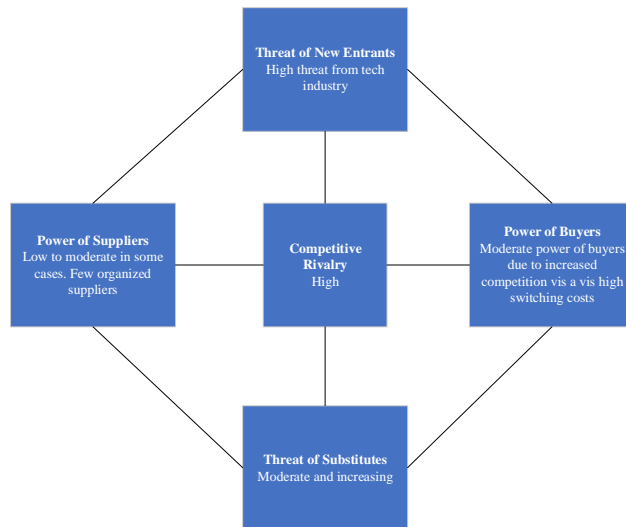 Threat of New Entrants
High threat from tech
industry
Power of Suppliers
Low to moderate in some
cases. Few organized
suppliers
Competitive
Rivalry
High
Power of Buyers
Moderate power of buyers
due to increased
competition vis a vis high
switching costs
Threat of Substitutes
Moderate and increasing